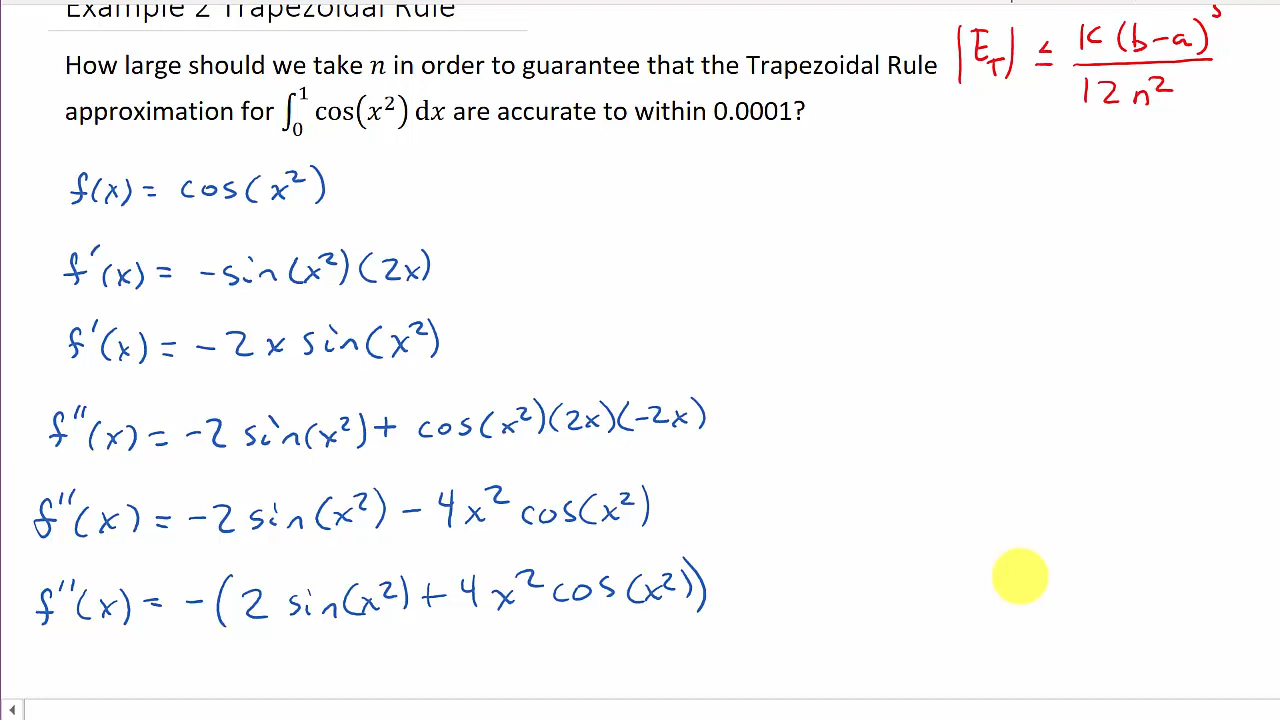 Example 2 Trapezoidal Rule
How large should we take n in order to guarantee that the Trapezoidal Rule
approximation for ∫₀¹ cos(x²) dx are accurate to within 0.0001?
|E_T| ≤ K(b-a)³ / 12n²
f(x) = cos(x²)
f'(x) = -sin(x²)(2x)
f'(x) = -2x sin(x²)
f''(x) = -2 sin(x²) + cos(x²)(2x)(-2x)
f''(x) = -2 sin(x²) - 4x² cos(x²)
f''(x) = -(2 sin(x²) + 4x² cos(x²))